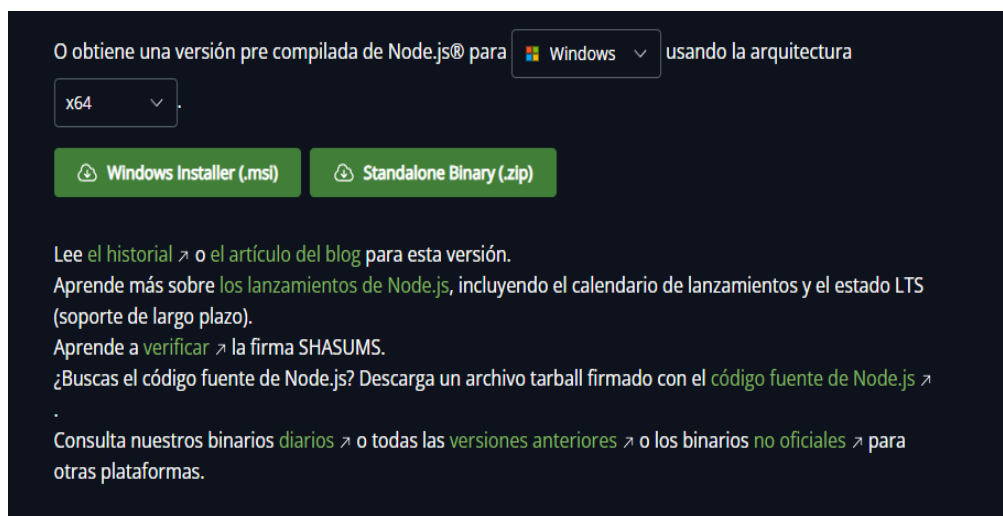 O obtiene una versión pre compilada de Node.js® para Windows usando la arquitectura
x64 .
Windows Installer (.msi) Standalone Binary (.zip)
Lee el historial ↗ o el artículo del blog para esta versión.
Aprende más sobre los lanzamientos de Node.js, incluyendo el calendario de lanzamientos y el estado LTS
(soporte de largo plazo).
Aprende a verificar ↗ la firma SHASUMS.
¿Buscas el código fuente de Node.js? Descarga un archivo tarball firmado con el código fuente de Node.js ↗
.
Consulta nuestros binarios diarios ↗ o todas las versiones anteriores ↗ o los binarios no oficiales ↗ para
otras plataformas.